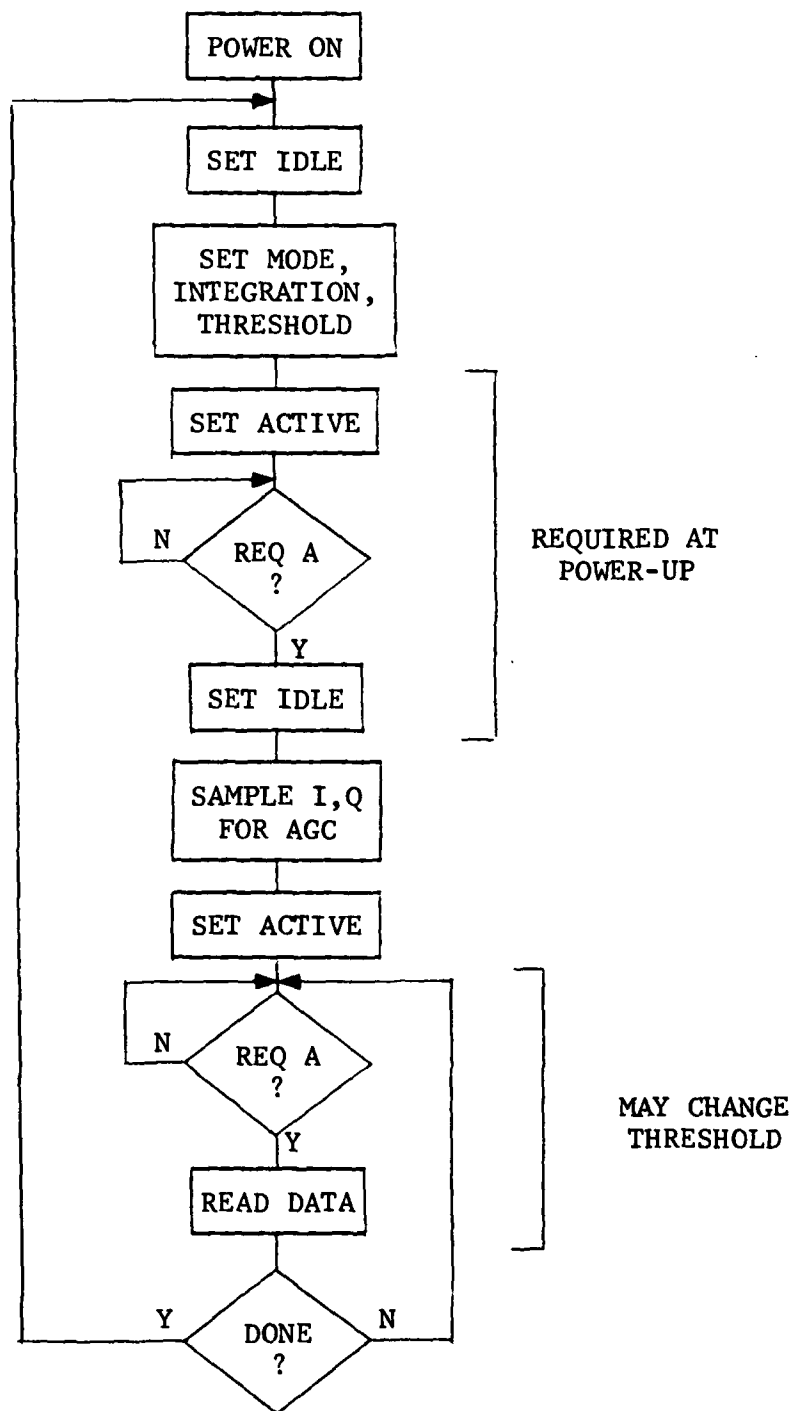 POWER ON
SET IDLE
SET MODE,
INTEGRATION,
THRESHOLD
SET ACTIVE
N
REQ A
?
Y
REQUIRED AT
POWER-UP
SET IDLE
SAMPLE I,Q
FOR AGC
SET ACTIVE
N
REQ A
?
Y
MAY CHANGE
THRESHOLD
READ DATA
Y
DONE
?
N